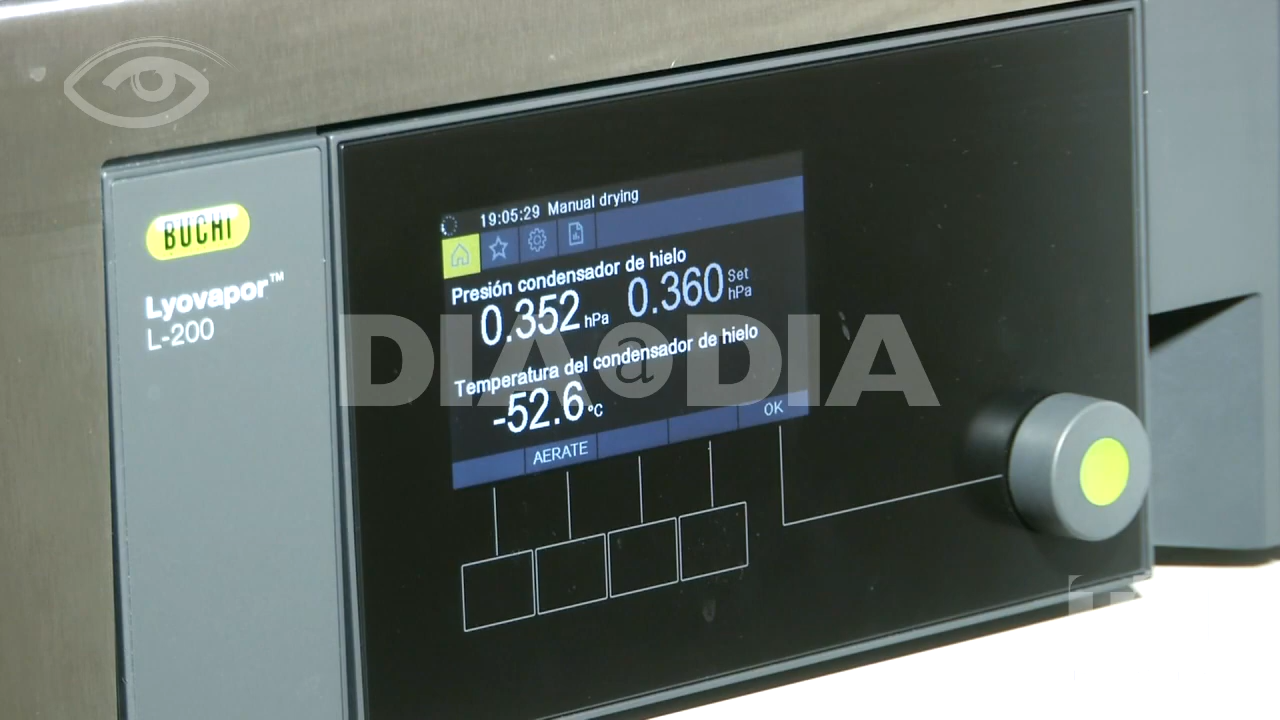 BUCHI
Lyovapor™
L-200
19:05:29 Manual drying
Presión condensador de hielo
0.352 hPa 0.360 Set hPa
Temperatura del condensador de hielo
-52.6 °C
AERATE
OK
DIA@DIA